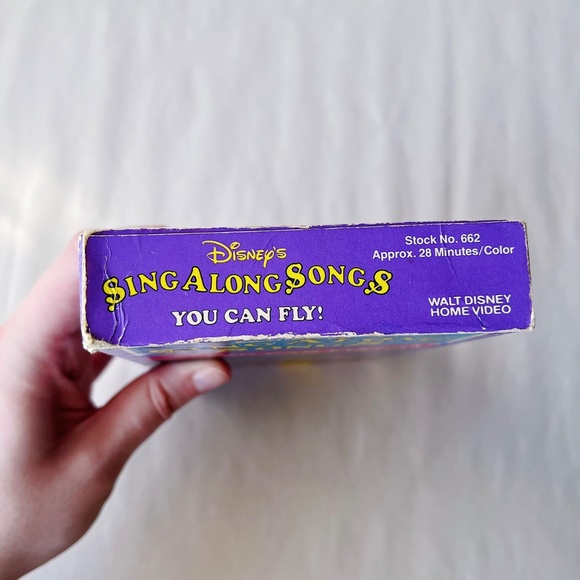 Disney's
Sing Along Songs
YOU CAN FLY!
Stock No. 662
Approx. 28 Minutes/Color
WALT DISNEY
HOME VIDEO